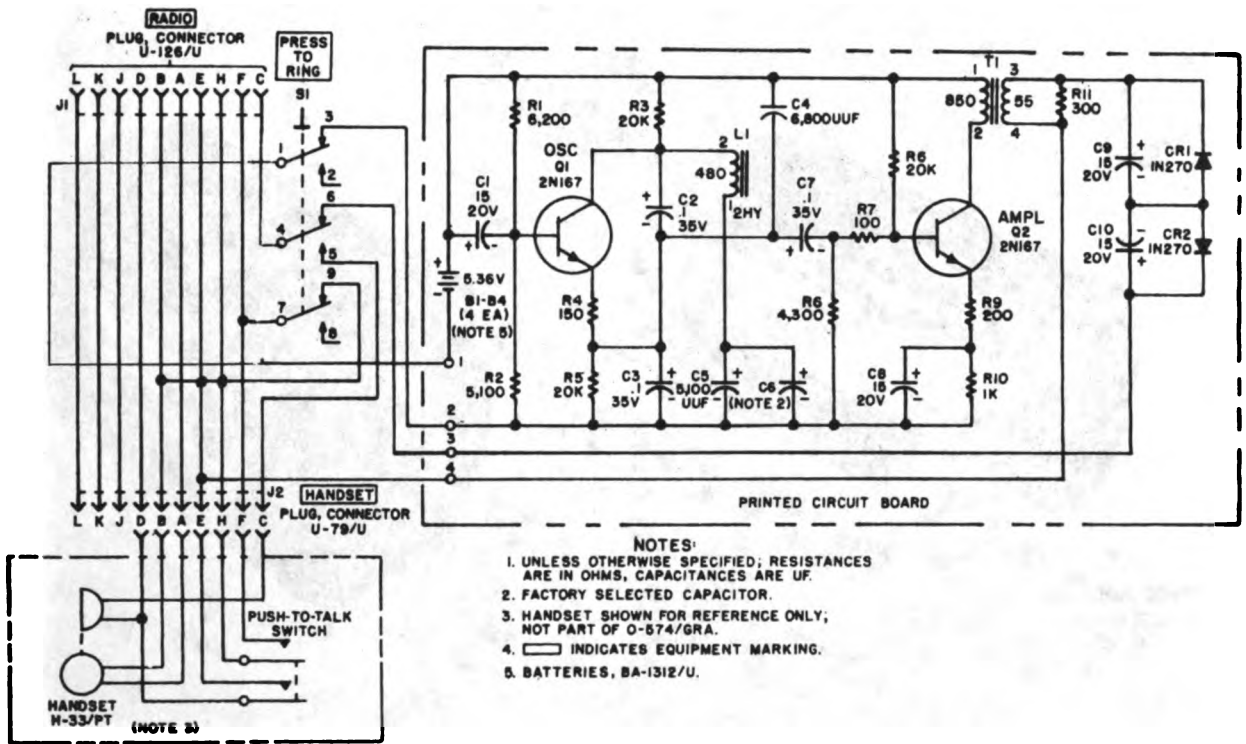 RADIO
PLUG, CONNECTOR
U-126/U
L K J D B A E H F C
J1
PRESS
TO
RING
S1
3
1
2
6
4
5
9
7
8
R1
6,200
R3
20K
C4
6,800UUF
T1
1 3
850 55
2 4
R11
300
OSC
Q1
2N167
2 L1
480
1 2HY
R6
20K
C9
15
20V
+
-
CR1
1N270
C1
15
20V
+ -
C2
.1
35V
+
-
C7
.1
35V
+ -
R7
100
AMPL
Q2
2N167
C10
15
20V
-
+
CR2
1N270
+
-
5.36V
B1-B4
(4 EA)
(NOTE 5)
R4
150
R6
4,300
R9
200
1
R2
5,100
R5
20K
C3
.1
35V
+
-
C5
5,100
UUF
+
-
C6
(NOTE 2)
+
-
C8
15
20V
+
-
R10
1K
2
3
4
PRINTED CIRCUIT BOARD
J2
HANDSET
PLUG, CONNECTOR
U-79/U
L K J D B A E H F C
PUSH-TO-TALK
SWITCH
HANDSET
H-33/PT
(NOTE 3)
NOTES:
1. UNLESS OTHERWISE SPECIFIED; RESISTANCES
ARE IN OHMS, CAPACITANCES ARE UF.
2. FACTORY SELECTED CAPACITOR.
3. HANDSET SHOWN FOR REFERENCE ONLY;
NOT PART OF O-574/GRA.
4. INDICATES EQUIPMENT MARKING.
5. BATTERIES, BA-1312/U.